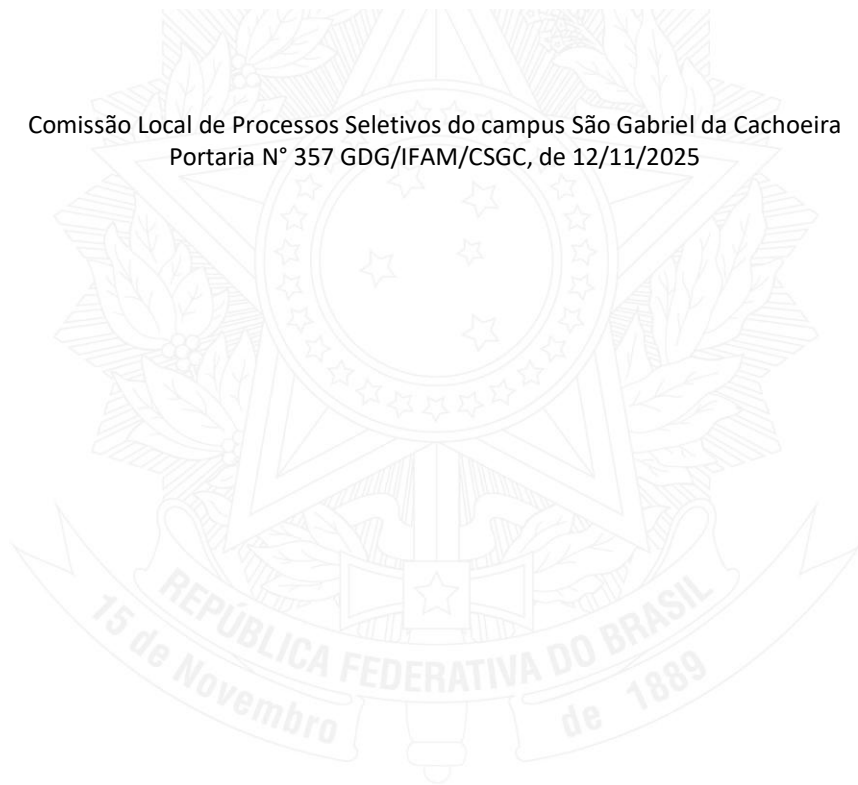 Comissão Local de Processos Seletivos do campus São Gabriel da Cachoeira
Portaria N° 357 GDG/IFAM/CSGC, de 12/11/2025
REPÚBLICA FEDERATIVA DO BRASIL
15 de Novembro de 1889